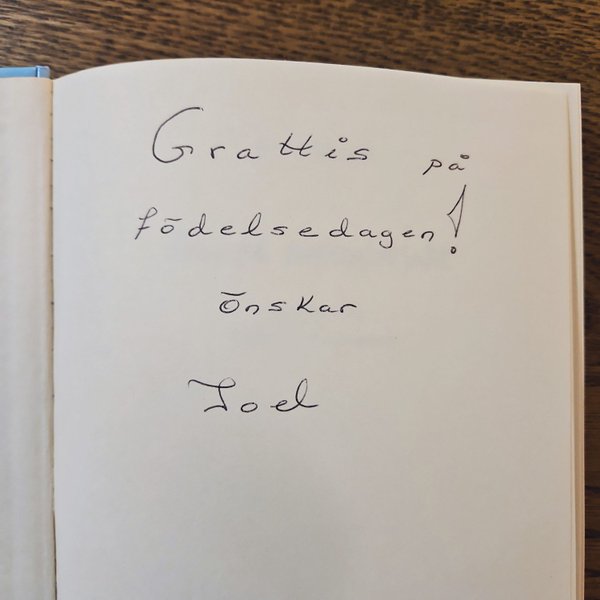 Grattis på
födelsedagen!
önskar
Joel